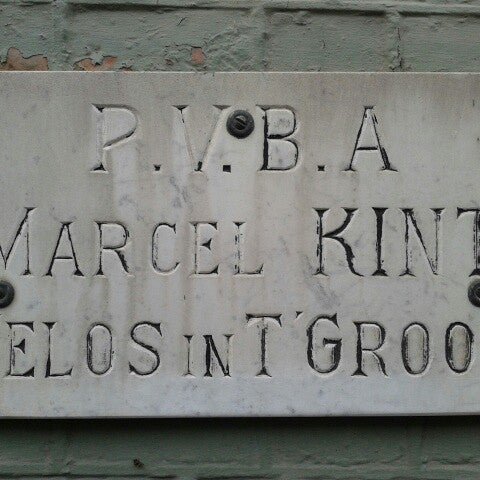 P.V.B.A
MARCEL KINT
ELOS IN T'GROO